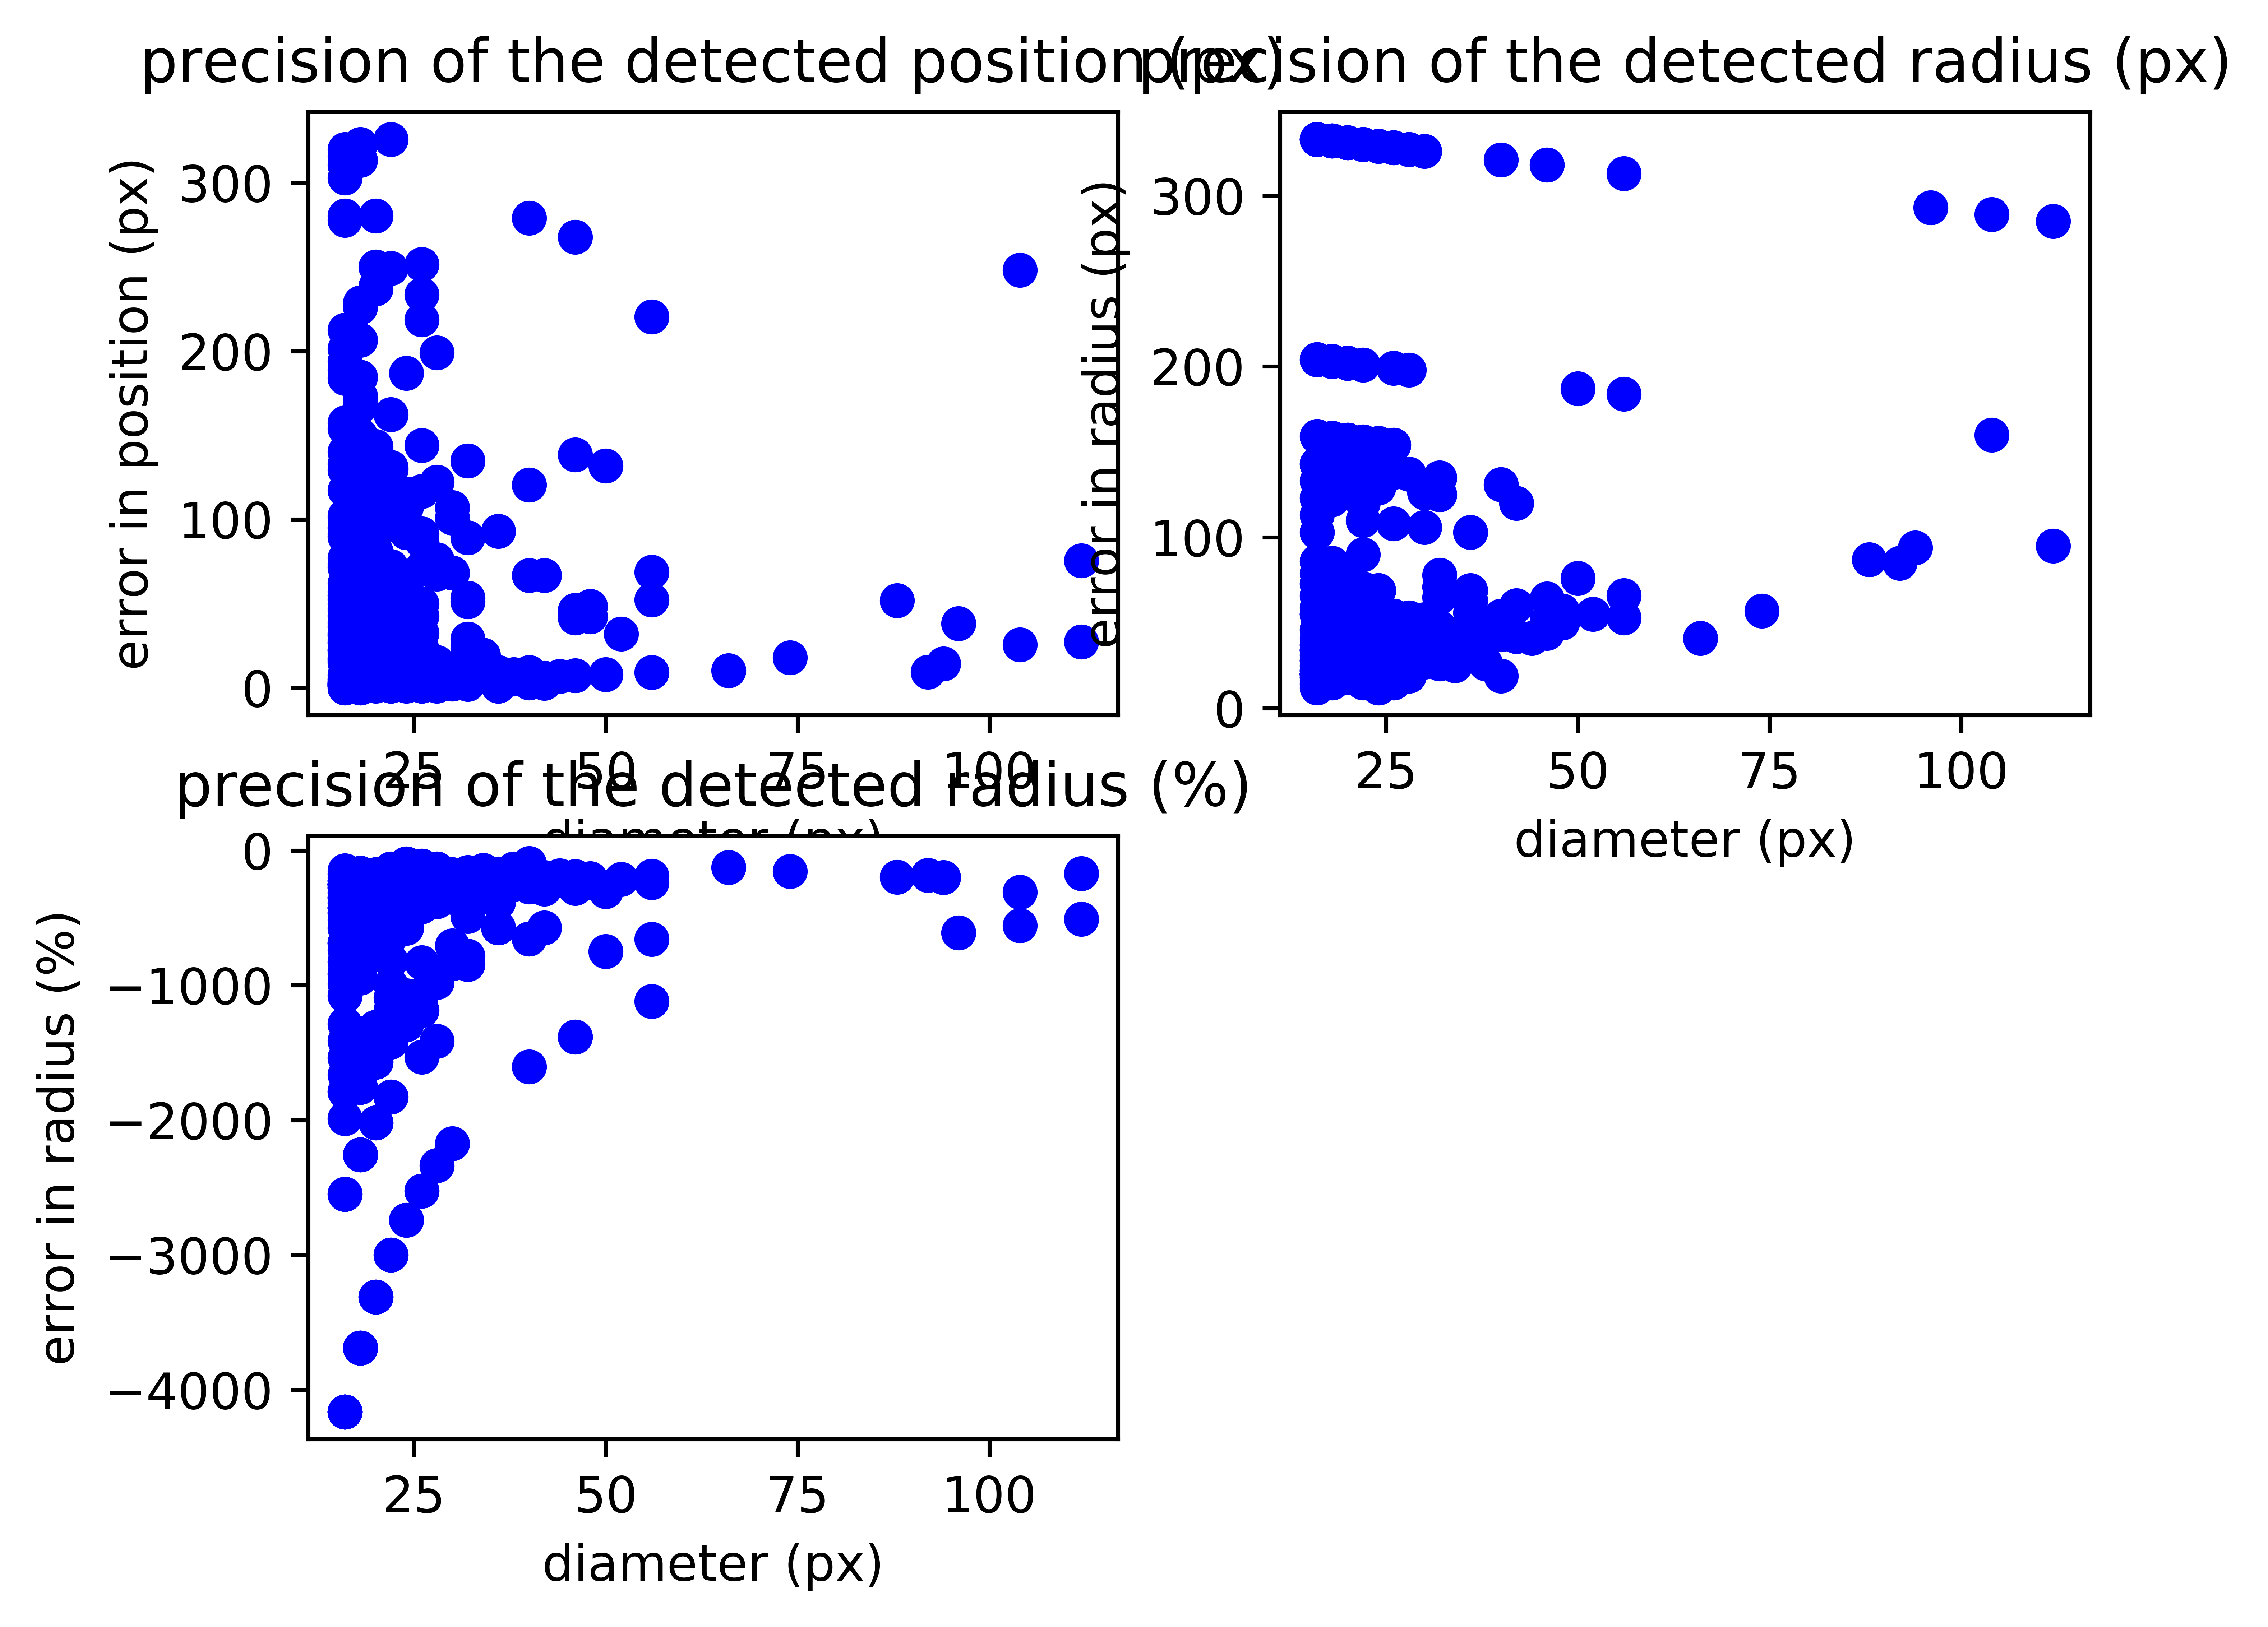 precision of the detected position (px)
precision of the detected radius (px)
error in position (px)
300
200
100
0
25
50
75
100
diameter (px)
error in radius (px)
300
200
100
0
25
50
75
100
diameter (px)
precision of the detected radius (%)
error in radius (%)
0
−1000
−2000
−3000
−4000
25
50
75
100
diameter (px)